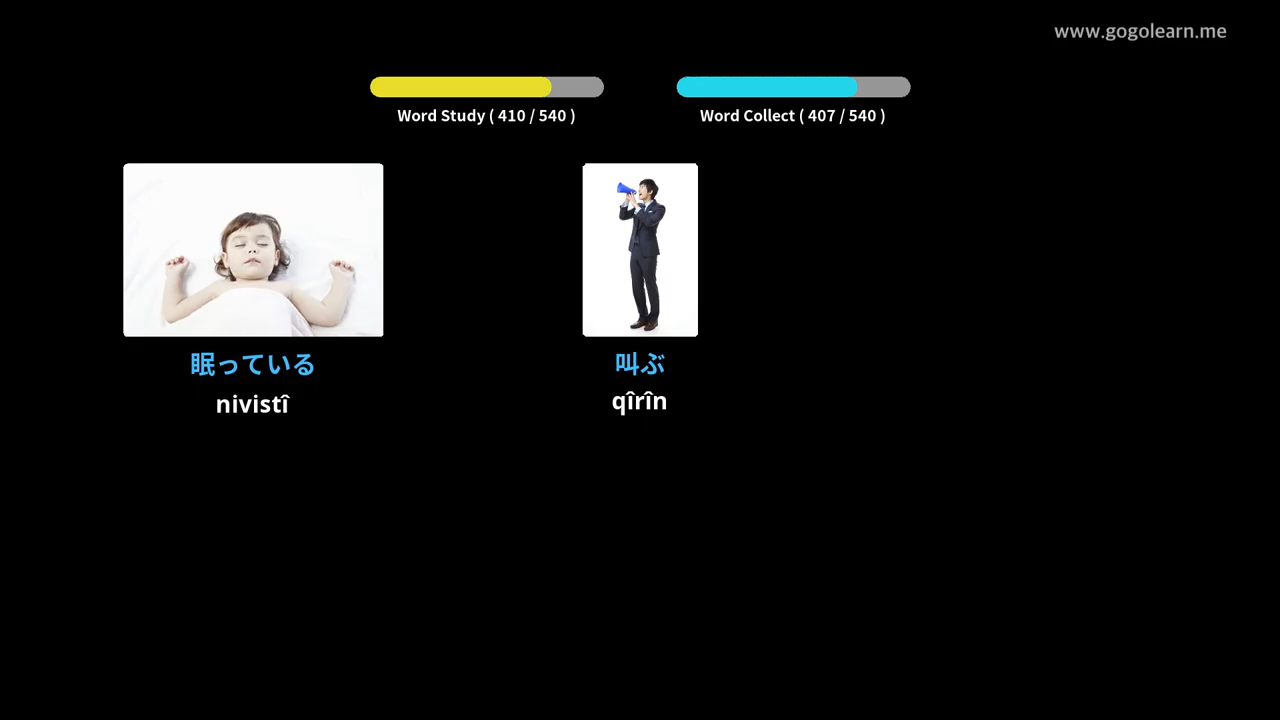 www.gogolearn.me
Word Study ( 410 / 540 )
Word Collect ( 407 / 540 )
眠っている
nivistî
叫ぶ
qîrîn